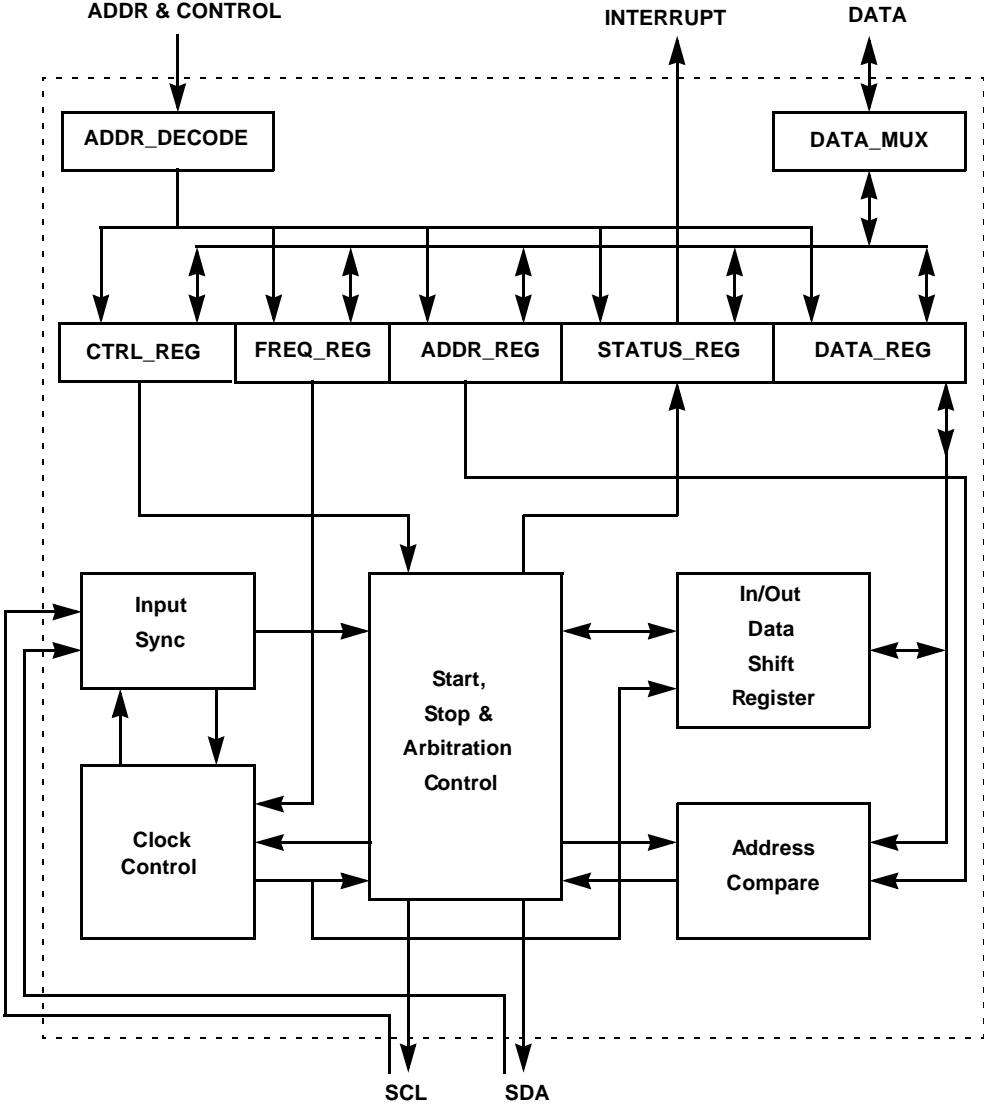 ADDR & CONTROL
INTERRUPT
DATA
ADDR_DECODE
DATA_MUX
CTRL_REG
FREQ_REG
ADDR_REG
STATUS_REG
DATA_REG
Input
Sync
Start,
Stop &
Arbitration
Control
In/Out
Data
Shift
Register
Clock
Control
Address
Compare
SCL
SDA